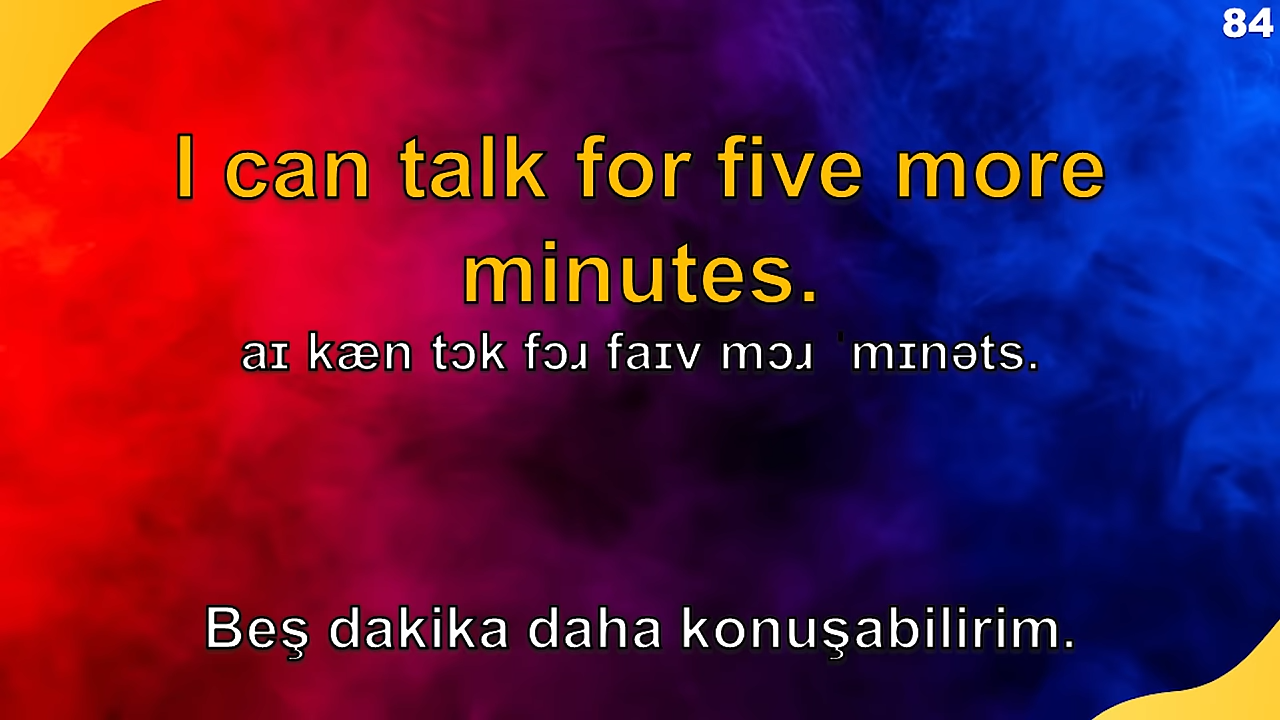 84
I can talk for five more
minutes.
aɪ kæn tɔk fɔɹ faɪv mɔɹ ˈmɪnəts.
Beş dakika daha konuşabilirim.